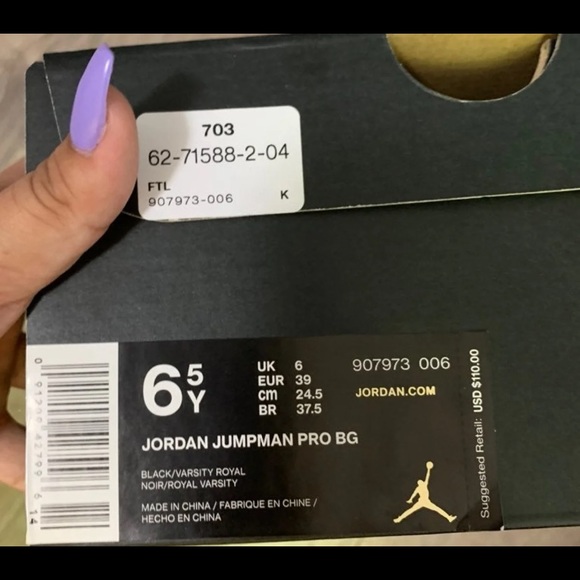 703
62-71588-2-04
FTL
907973-006 K
6 5Y
UK 6
EUR 39
cm 24.5
BR 37.5
907973 006
JORDAN.COM
Suggested Retail: USD $110.00
JORDAN JUMPMAN PRO BG
BLACK/VARSITY ROYAL
NOIR/ROYAL VARSITY
MADE IN CHINA / FABRIQUE EN CHINE /
HECHO EN CHINA